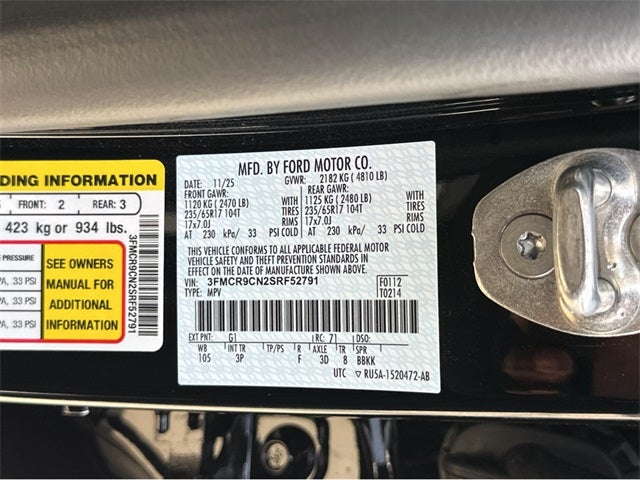 DING INFORMATION
FRONT: 2 REAR: 3
423 kg or 934 lbs.
PRESSURE
PA, 33 PSI
PA, 33 PSI
SEE OWNERS
MANUAL FOR
ADDITIONAL
INFORMATION
3FMCR9CN2SRF52791
MFD. BY FORD MOTOR CO.
DATE: 11/25 GVWR: 2182 KG ( 4810 LB)
FRONT GAWR: REAR GAWR:
1120 KG ( 2470 LB) WITH 1125 KG ( 2480 LB) WITH
235/65R17 104T TIRES 235/65R17 104T TIRES
17x7.0J RIMS 17x7.0J RIMS
AT 230 kPa/ 33 PSI COLD AT 230 kPa/ 33 PSI COLD
THIS VEHICLE CONFORMS TO ALL APPLICABLE FEDERAL MOTOR
VEHICLE SAFETY AND THEFT PREVENTION STANDARDS IN
EFFECT ON THE DATE OF MANUFACTURE SHOWN ABOVE.
VIN: 3FMCR9CN2SRF52791 F0112
TYPE: MPV T0214
EXT PNT: G1 RC: 71 DSO:
WB INT TR TP/PS R AXLE TR SPR
105 3P F 3D 8 BBKK
UTC RU5A-1520472-AB